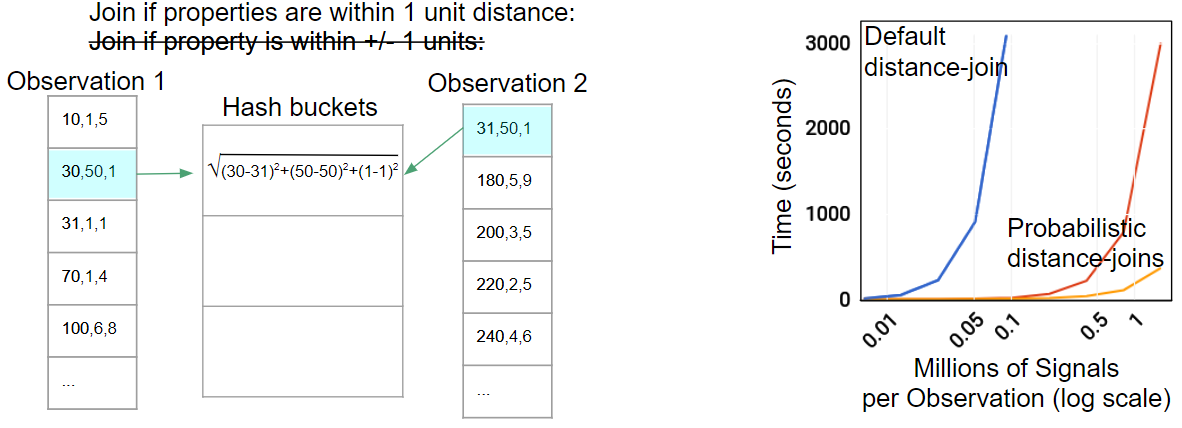 Join if properties are within 1 unit distance:
Join if property is within +/- 1 units:
Observation 1
10,1,5
30,50,1
31,1,1
70,1,4
100,6,8
...
Hash buckets
√(30-31)²+(50-50)²+(1-1)²
Observation 2
31,50,1
180,5,9
200,3,5
220,2,5
240,4,6
...
Default
distance-join
Probabilistic
distance-joins
Time (seconds)
3000
2000
1000
0
0.01
0.05
0.1
0.5
1
Millions of Signals
per Observation (log scale)